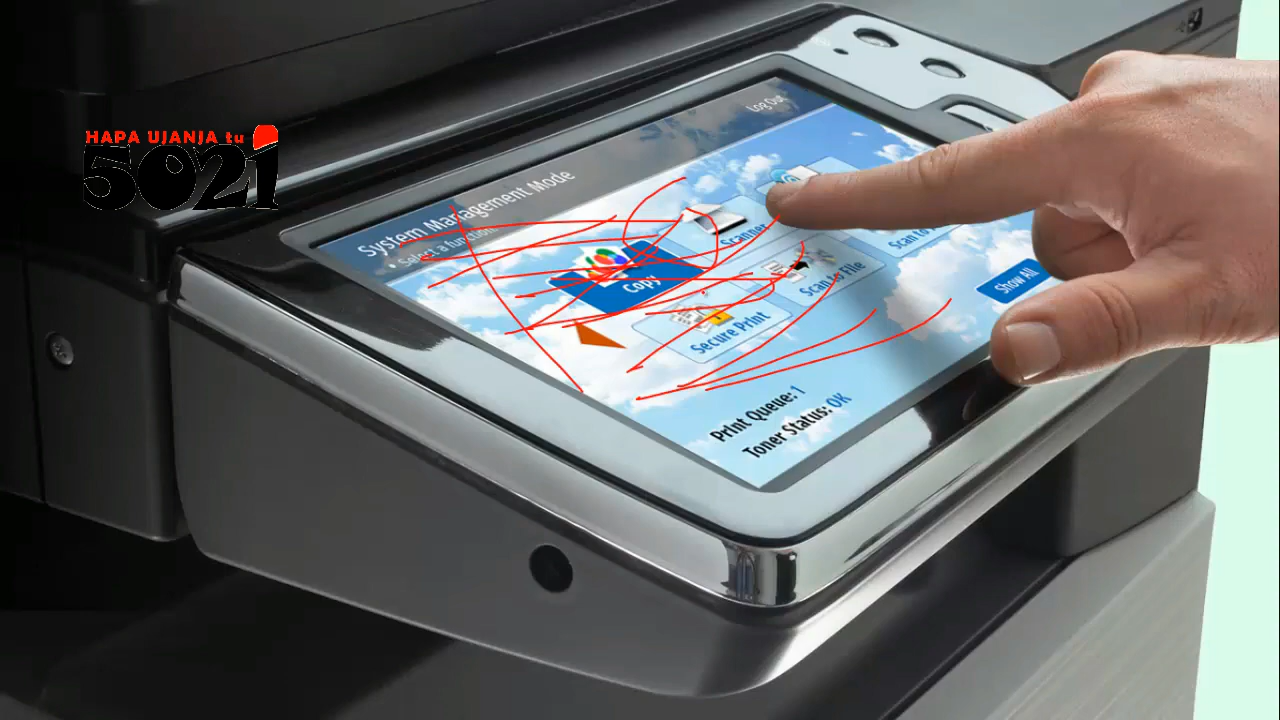 HAPA UJANJA tu
5021
Log Out
System Management Mode
• Select a function
Scanner
Copy
Scan to
Scan to File
Show All
Secure Print
Print Queue: 1
Toner Status: OK